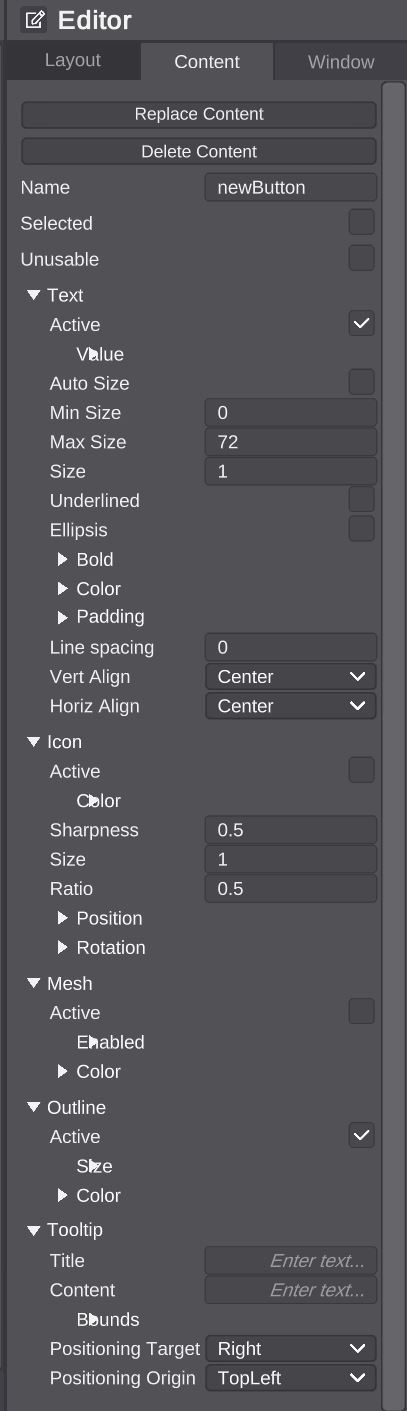 Editor
Layout Content Window
Replace Content
Delete Content
Name newButton
Selected
Unusable
Text
Active
Value
Auto Size
Min Size 0
Max Size 72
Size 1
Underlined
Ellipsis
Bold
Color
Padding
Line spacing 0
Vert Align Center
Horiz Align Center
Icon
Active
Color
Sharpness 0.5
Size 1
Ratio 0.5
Position
Rotation
Mesh
Active
Enabled
Color
Outline
Active
Size
Color
Tooltip
Title Enter text...
Content Enter text...
Bounds
Positioning Target Right
Positioning Origin TopLeft